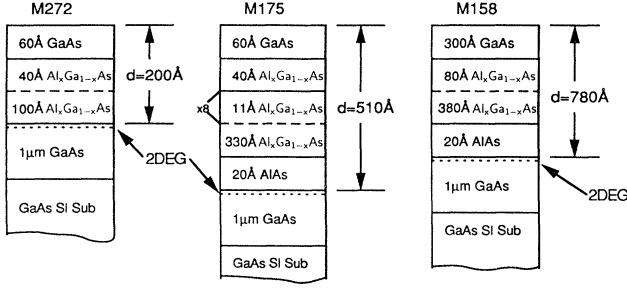 M272
60Å GaAs
40Å AlxGa1-xAs
100Å AlxGa1-xAs
1μm GaAs
GaAs SI Sub
d=200Å
2DEG
M175
60Å GaAs
40Å AlxGa1-xAs
x8
11Å AlxGa1-xAs
330Å AlxGa1-xAs
20Å AlAs
1μm GaAs
GaAs SI Sub
d=510Å
M158
300Å GaAs
80Å AlxGa1-xAs
380Å AlxGa1-xAs
20Å AlAs
1μm GaAs
GaAs SI Sub
d=780Å
2DEG